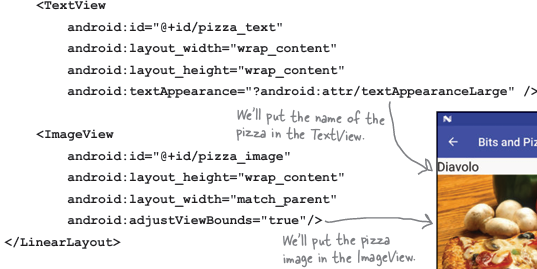 <TextView
android:id="@+id/pizza_text"
android:layout_width="wrap_content"
android:layout_height="wrap_content"
android:textAppearance="?android:attr/textAppearanceLarge" />
We'll put the name of the
pizza in the TextView.
<ImageView
android:id="@+id/pizza_image"
android:layout_height="wrap_content"
android:layout_width="match_parent"
android:adjustViewBounds="true"/>
</LinearLayout>
We'll put the pizza
image in the ImageView.
N
← Bits and Piz
Diavolo